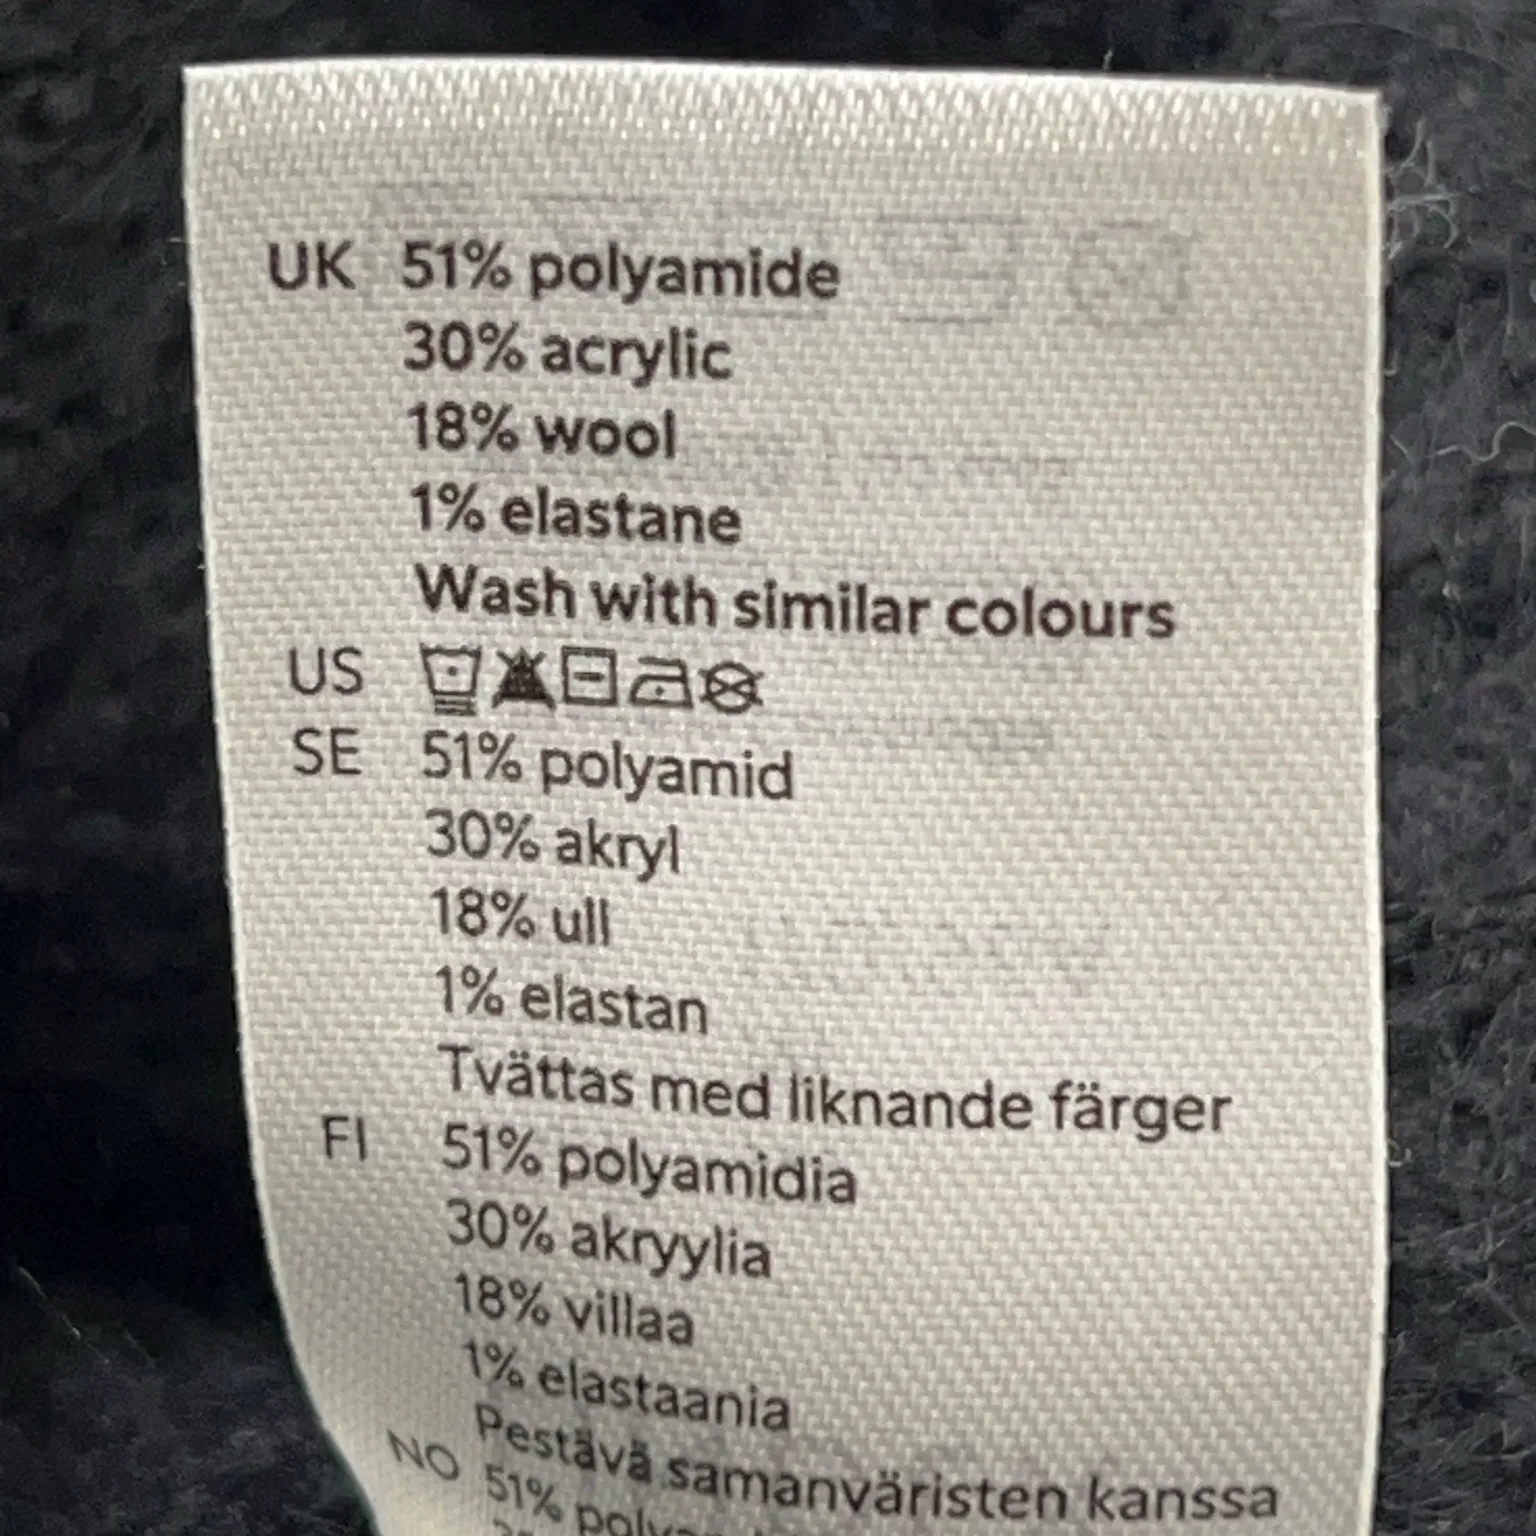 UK 51% polyamide
30% acrylic
18% wool
1% elastane
Wash with similar colours
US
SE 51% polyamid
30% akryl
18% ull
1% elastan
Tvättas med liknande färger
FI 51% polyamidia
30% akryylia
18% villaa
1% elastaania
Pestävä samanväristen kanssa
NO 51%